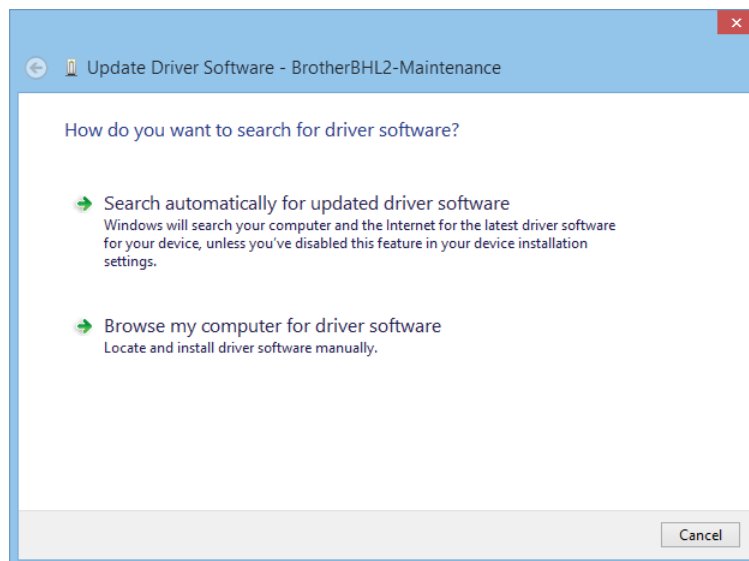 Update Driver Software - BrotherBHL2-Maintenance
How do you want to search for driver software?
Search automatically for updated driver software
Windows will search your computer and the Internet for the latest driver software
for your device, unless you've disabled this feature in your device installation
settings.
Browse my computer for driver software
Locate and install driver software manually.
Cancel